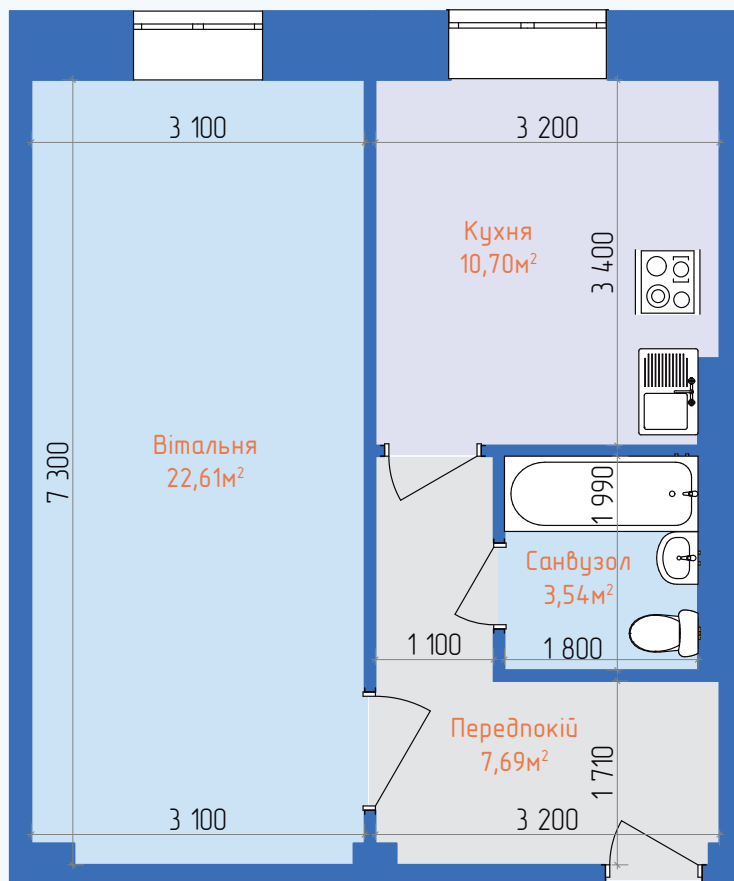 3 100
3 200
Кухня
10,70м²
3 400
Вітальня
22,61м²
7 300
1 990
Санвузол
3,54м²
1 100
1 800
Передпокій
7,69м²
1 710
3 100
3 200